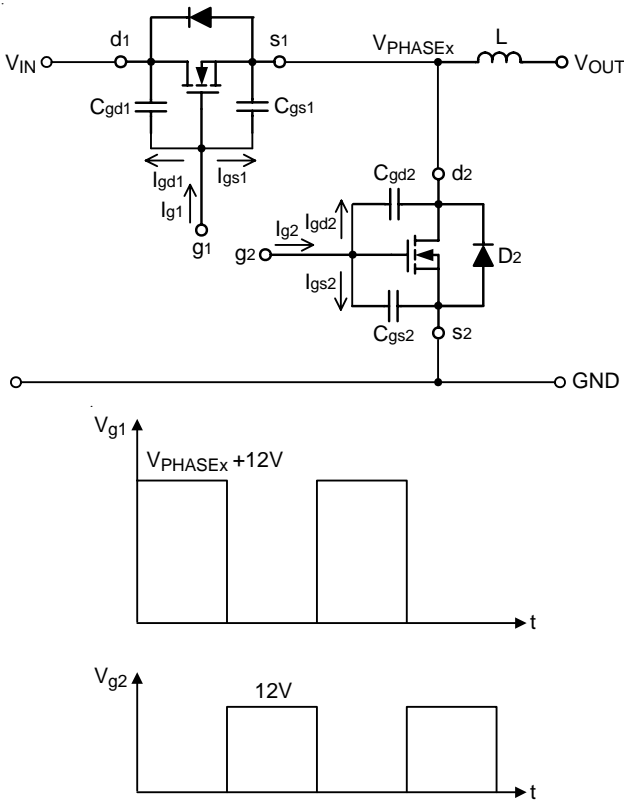 d1
s1
VPHASEx
L
VIN
VOUT
Cgd1
Cgs1
Igd1
Igs1
Ig1
g1
Cgd2
d2
Ig2
Igd2
g2
D2
Igs2
Cgs2
s2
GND
Vg1
VPHASEx +12V
t
Vg2
12V
t